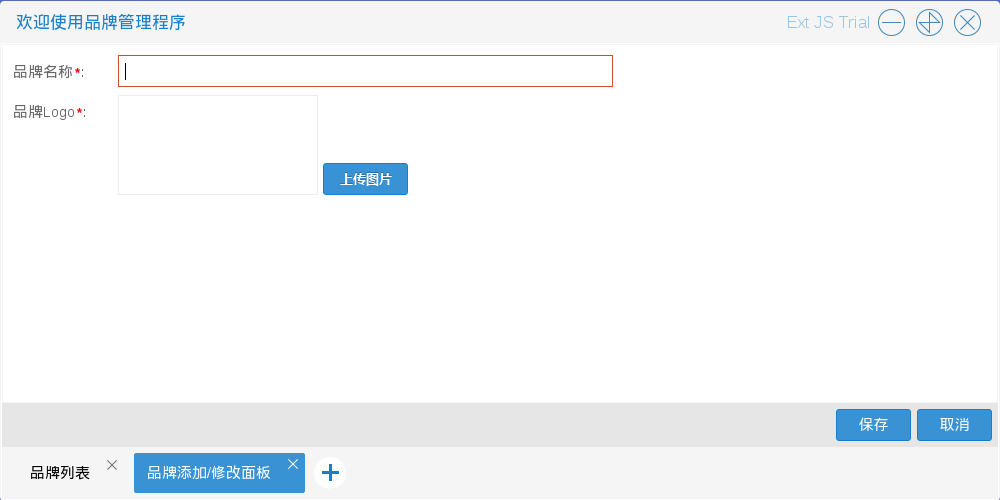 欢迎使用品牌管理程序
Ext JS Trial
品牌名称*:
品牌Logo*:
上传图片
保存
取消
品牌列表
品牌添加/修改面板